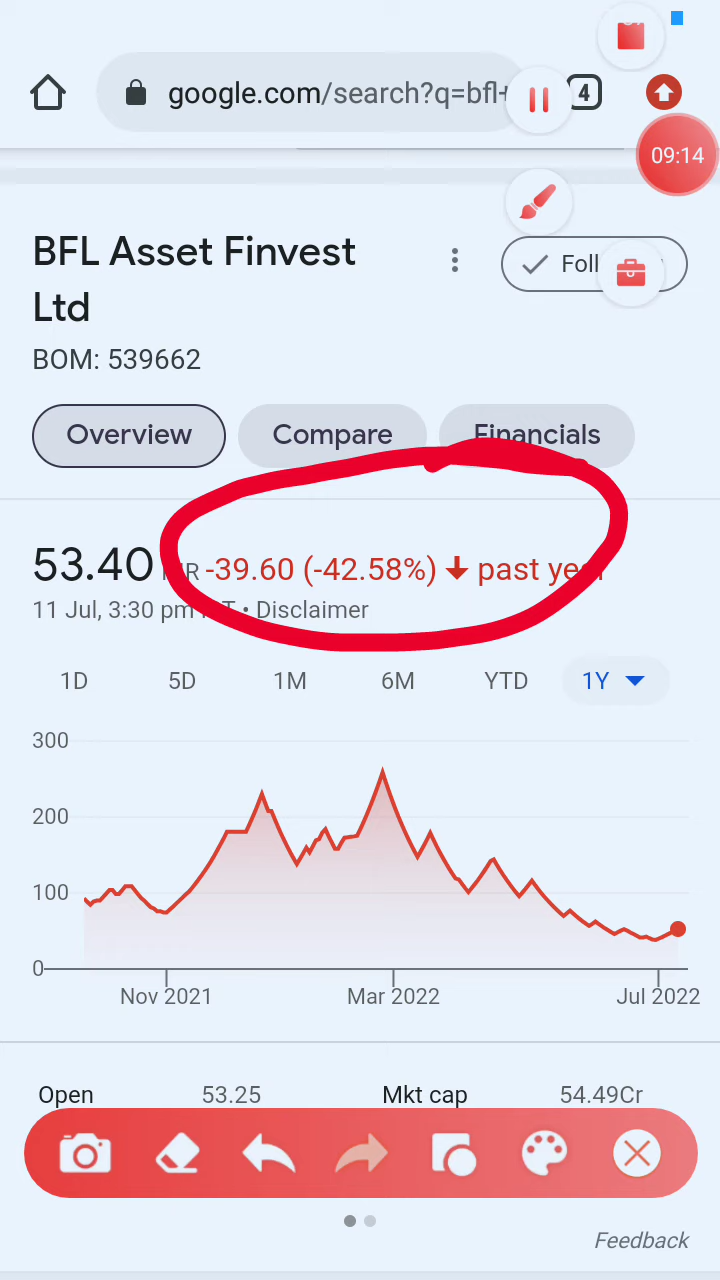 4
google.com/search?q=bfl+
09:14
BFL Asset Finvest
Ltd
BOM: 539662
Foll
Overview
Compare
Financials
53.40 -39.60 (-42.58%) past year
11 Jul, 3:30 pm • Disclaimer
1D 5D 1M 6M YTD 1Y
300
200
100
0
Nov 2021 Mar 2022 Jul 2022
Open 53.25 Mkt cap 54.49Cr
Feedback